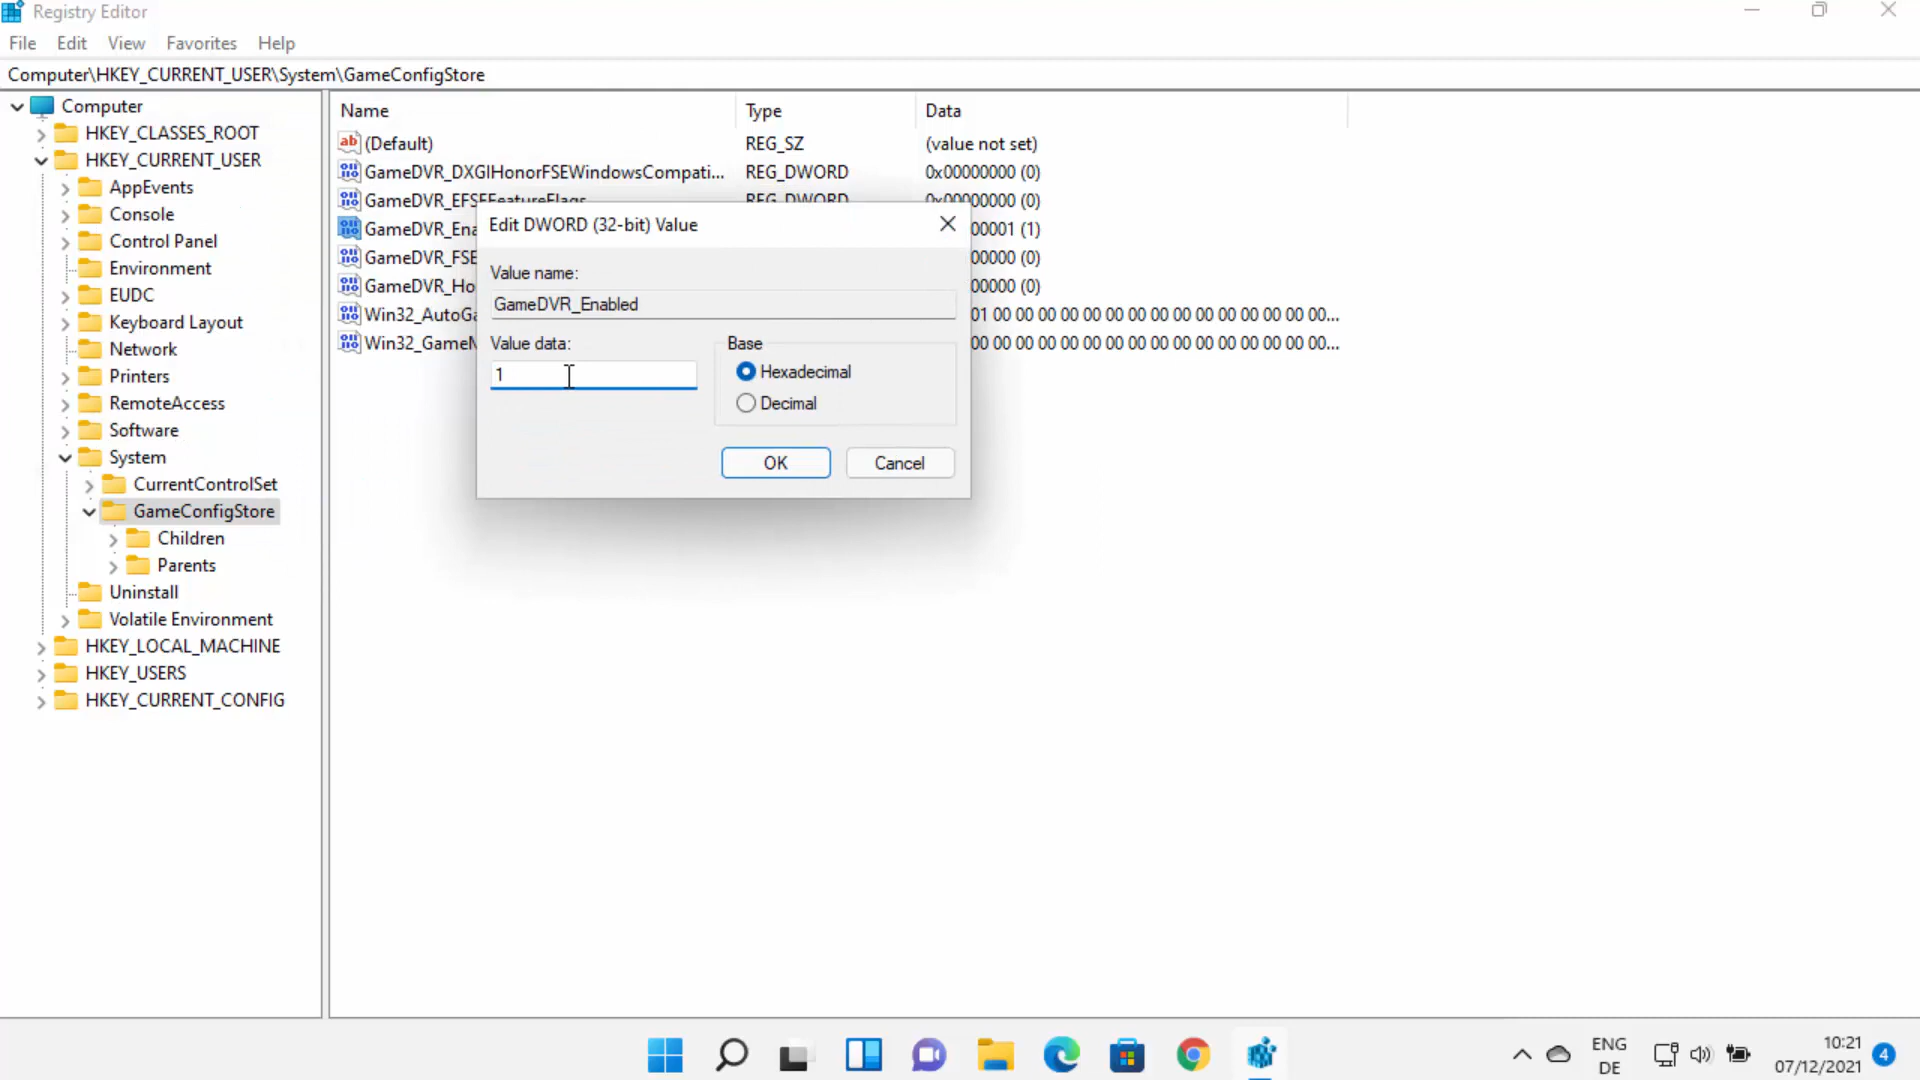 Registry Editor
File Edit View Favorites Help
Computer\HKEY_CURRENT_USER\System\GameConfigStore
Computer
HKEY_CLASSES_ROOT
HKEY_CURRENT_USER
AppEvents
Console
Control Panel
Environment
EUDC
Keyboard Layout
Network
Printers
RemoteAccess
Software
System
CurrentControlSet
GameConfigStore
Children
Parents
Uninstall
Volatile Environment
HKEY_LOCAL_MACHINE
HKEY_USERS
HKEY_CURRENT_CONFIG
Name Type Data
(Default) REG_SZ (value not set)
GameDVR_DXGIHonorFSEWindowsCompati... REG_DWORD 0x00000000 (0)
GameDVR_EFSEFeatureFlags REG_DWORD 0x00000000 (0)
GameDVR_Ena 00001 (1)
GameDVR_FSE 00000 (0)
GameDVR_Ho 00000 (0)
Win32_AutoGa 01 00 00 00 00 00 00 00 00 00 00 00 00 00 00 00...
Win32_GameM 00 00 00 00 00 00 00 00 00 00 00 00 00 00 00 00...
Edit DWORD (32-bit) Value
Value name:
GameDVR_Enabled
Value data:
1
Base
Hexadecimal
Decimal
OK Cancel
ENG
DE
10:21
07/12/2021
4